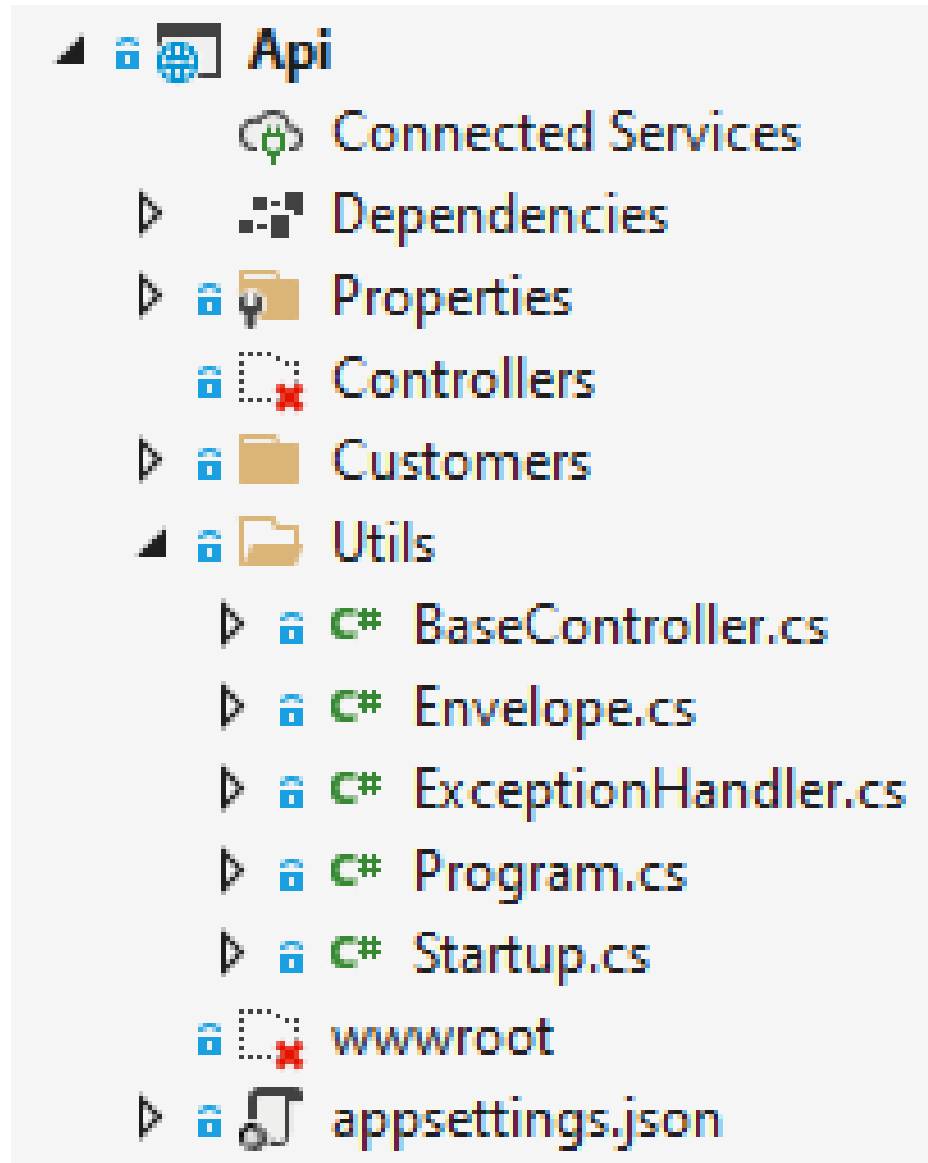 Api
Connected Services
Dependencies
Properties
Controllers
Customers
Utils
C# BaseController.cs
C# Envelope.cs
C# ExceptionHandler.cs
C# Program.cs
C# Startup.cs
wwwroot
appsettings.json